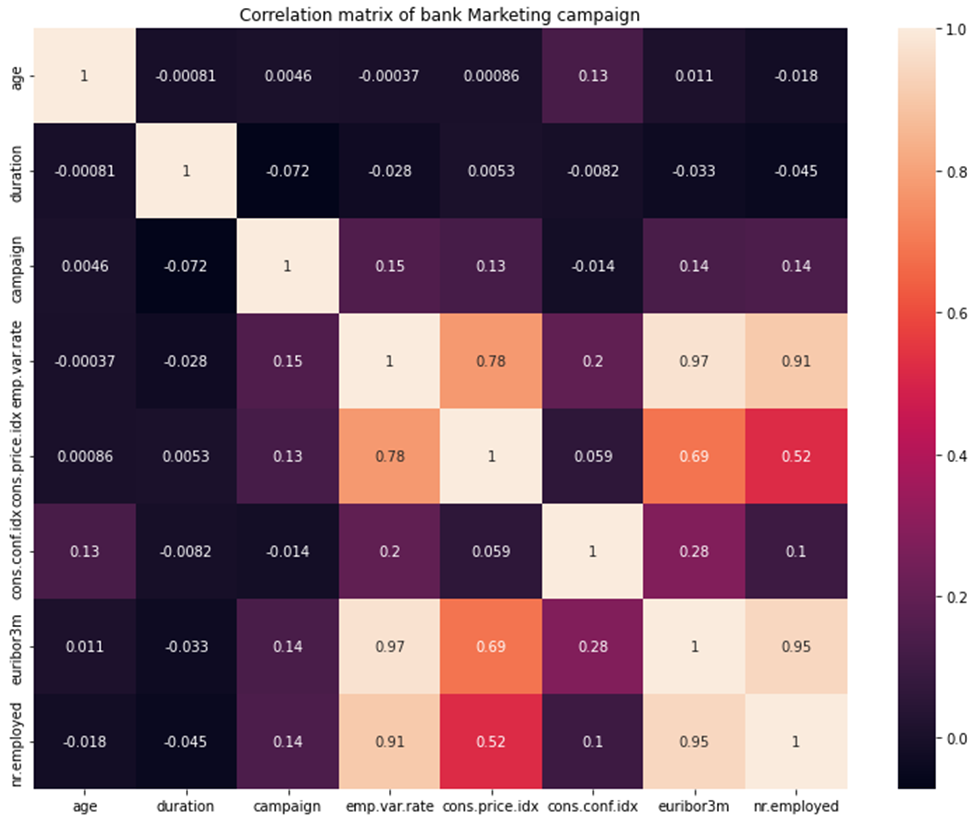 Correlation matrix of bank Marketing campaign
1.0
age 1 -0.00081 0.0046 -0.00037 0.00086 0.13 0.011 -0.018
duration -0.00081 1 -0.072 -0.028 0.0053 -0.0082 -0.033 -0.045
0.8
campaign 0.0046 -0.072 1 0.15 0.13 -0.014 0.14 0.14
0.6
emp.var.rate -0.00037 -0.028 0.15 1 0.78 0.2 0.97 0.91
cons.price.idx 0.00086 0.0053 0.13 0.78 1 0.059 0.69 0.52
0.4
cons.conf.idx 0.13 -0.0082 -0.014 0.2 0.059 1 0.28 0.1
0.2
euribor3m 0.011 -0.033 0.14 0.97 0.69 0.28 1 0.95
nr.employed -0.018 -0.045 0.14 0.91 0.52 0.1 0.95 1
0.0
age duration campaign emp.var.rate cons.price.idx cons.conf.idx euribor3m nr.employed